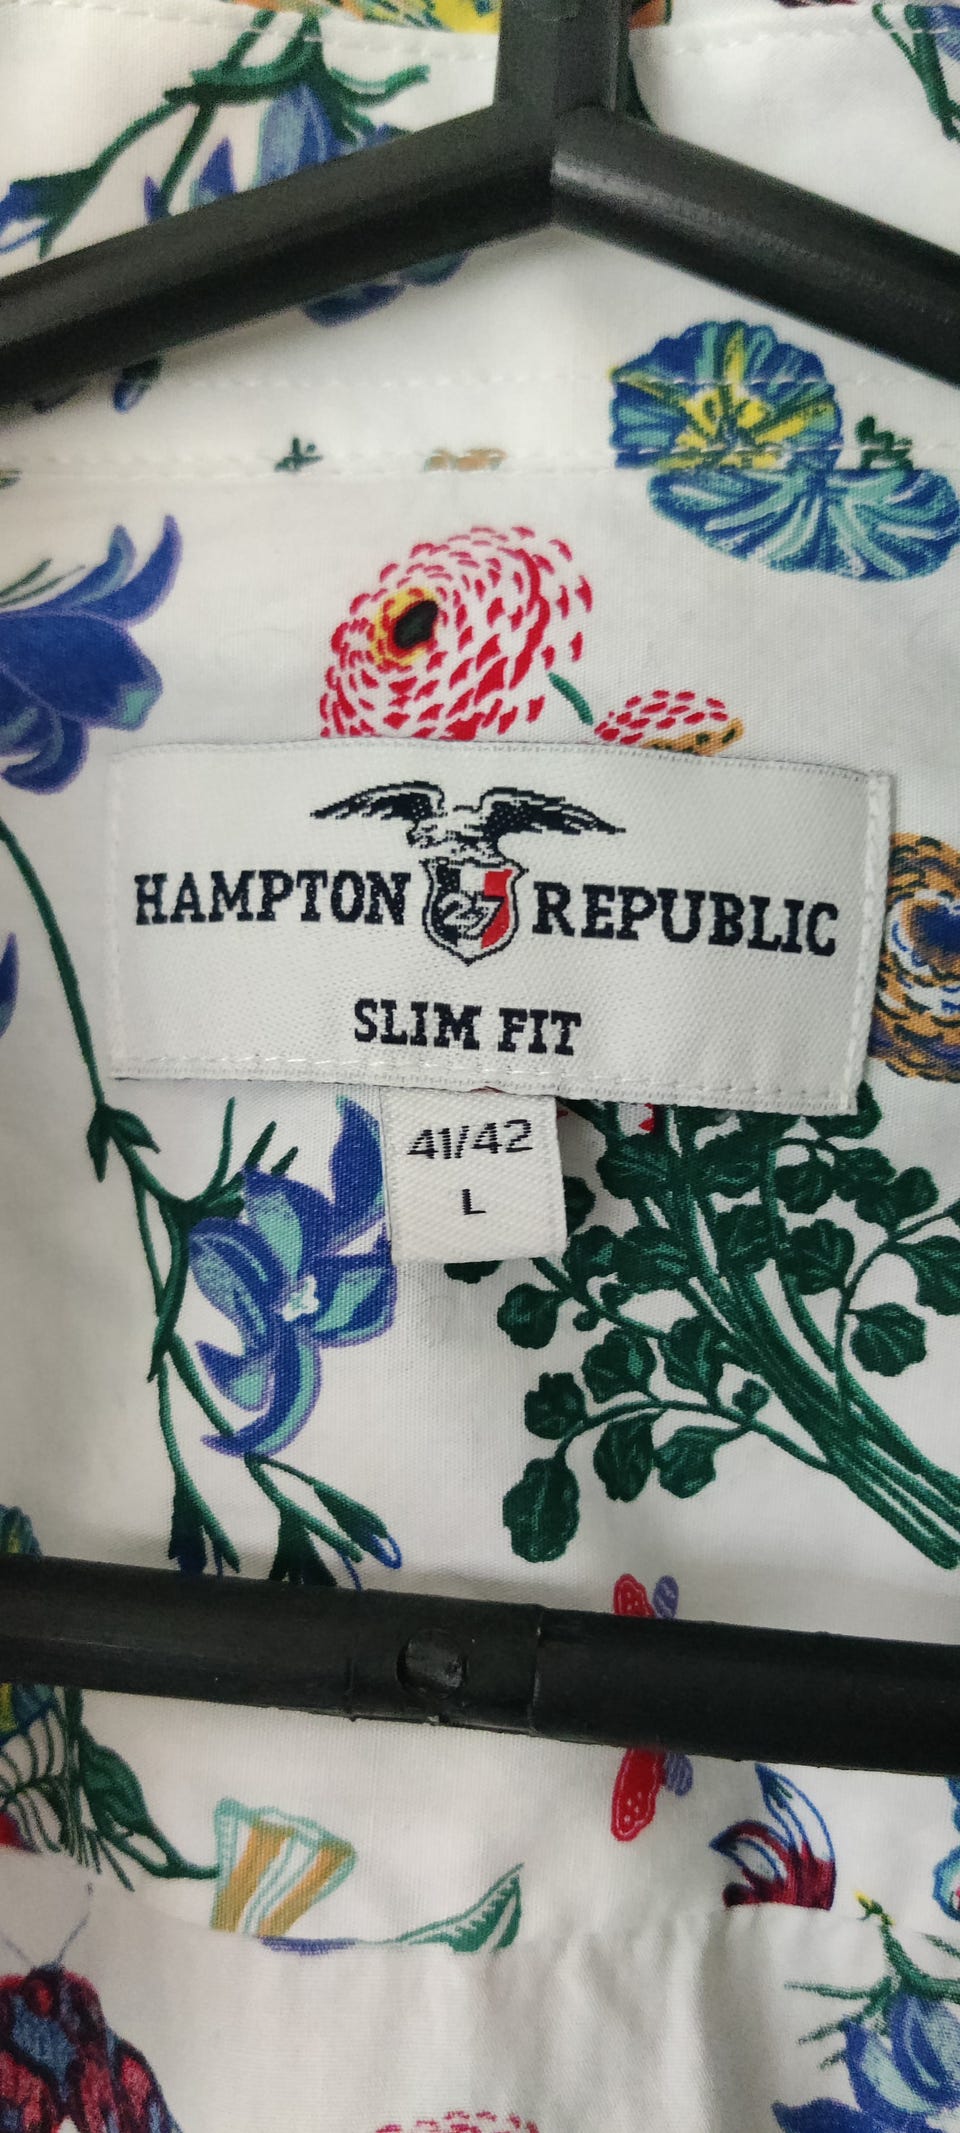 HAMPTON 27 REPUBLIC
SLIM FIT
41/42
L